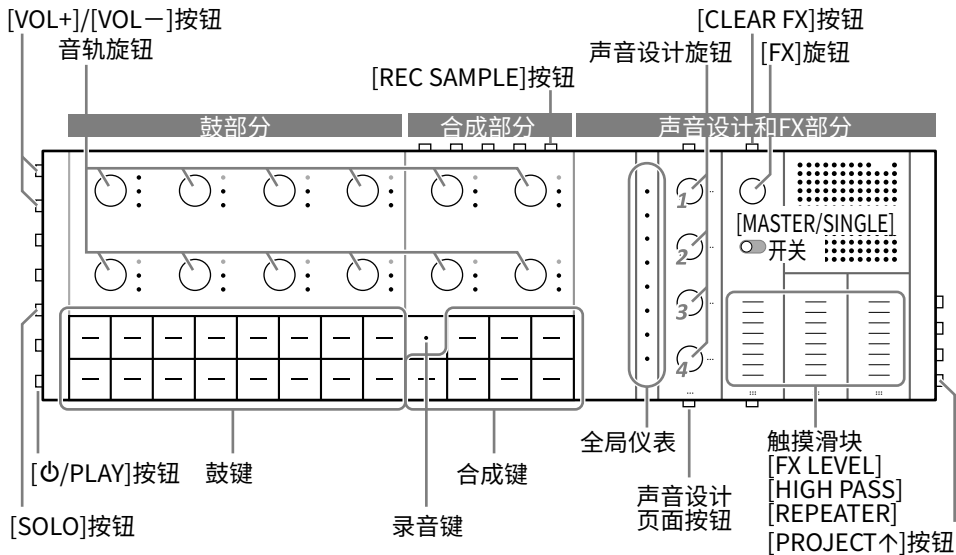 [VOL+]/[VOL－]按钮
[CLEAR FX]按钮
音轨旋钮
声音设计旋钮
[FX]旋钮
[REC SAMPLE]按钮
鼓部分
合成部分
声音设计和FX部分
1
[MASTER/SINGLE]
2
开关
3
4
全局仪表
触摸滑块
[⏻/PLAY]按钮
鼓键
合成键
[FX LEVEL]
声音设计
[HIGH PASS]
页面按钮
[REPEATER]
[SOLO]按钮
录音键
[PROJECT↑]按钮